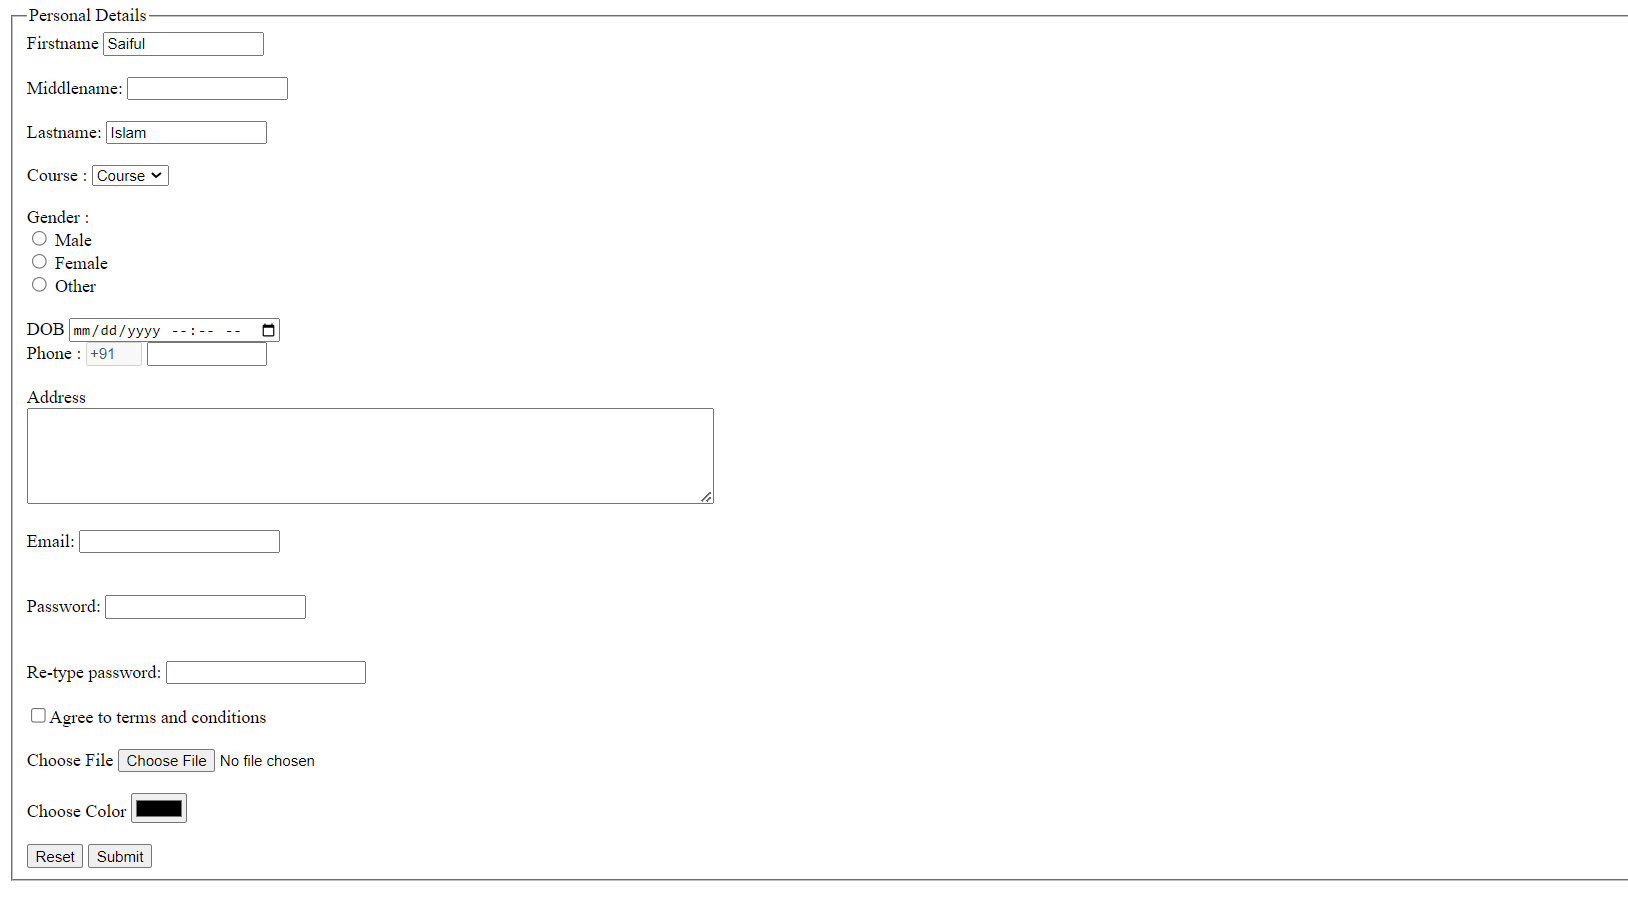 Personal Details
Firstname Saiful
Middlename:
Lastname: Islam
Course : Course
Gender :
Male
Female
Other
DOB mm/dd/yyyy --:-- --
Phone : +91
Address
Email:
Password:
Re-type password:
Agree to terms and conditions
Choose File Choose File No file chosen
Choose Color
Reset Submit